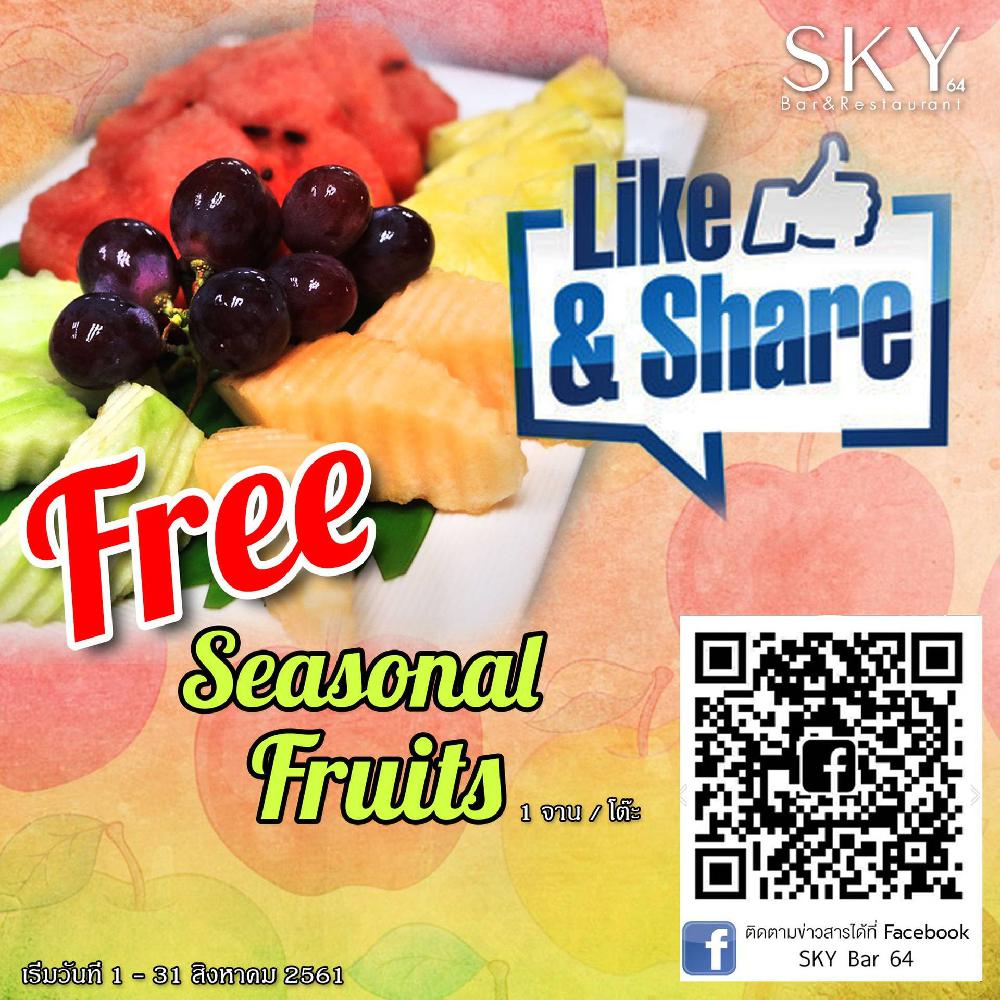 SKY 64
Bar&Restaurant
Like
& Share
Free
Seasonal
Fruits
1 จาน / โต๊ะ
ติดตามข่าวสารได้ที่ Facebook
SKY Bar 64
เริ่มวันที่ 1 - 31 สิงหาคม 2561